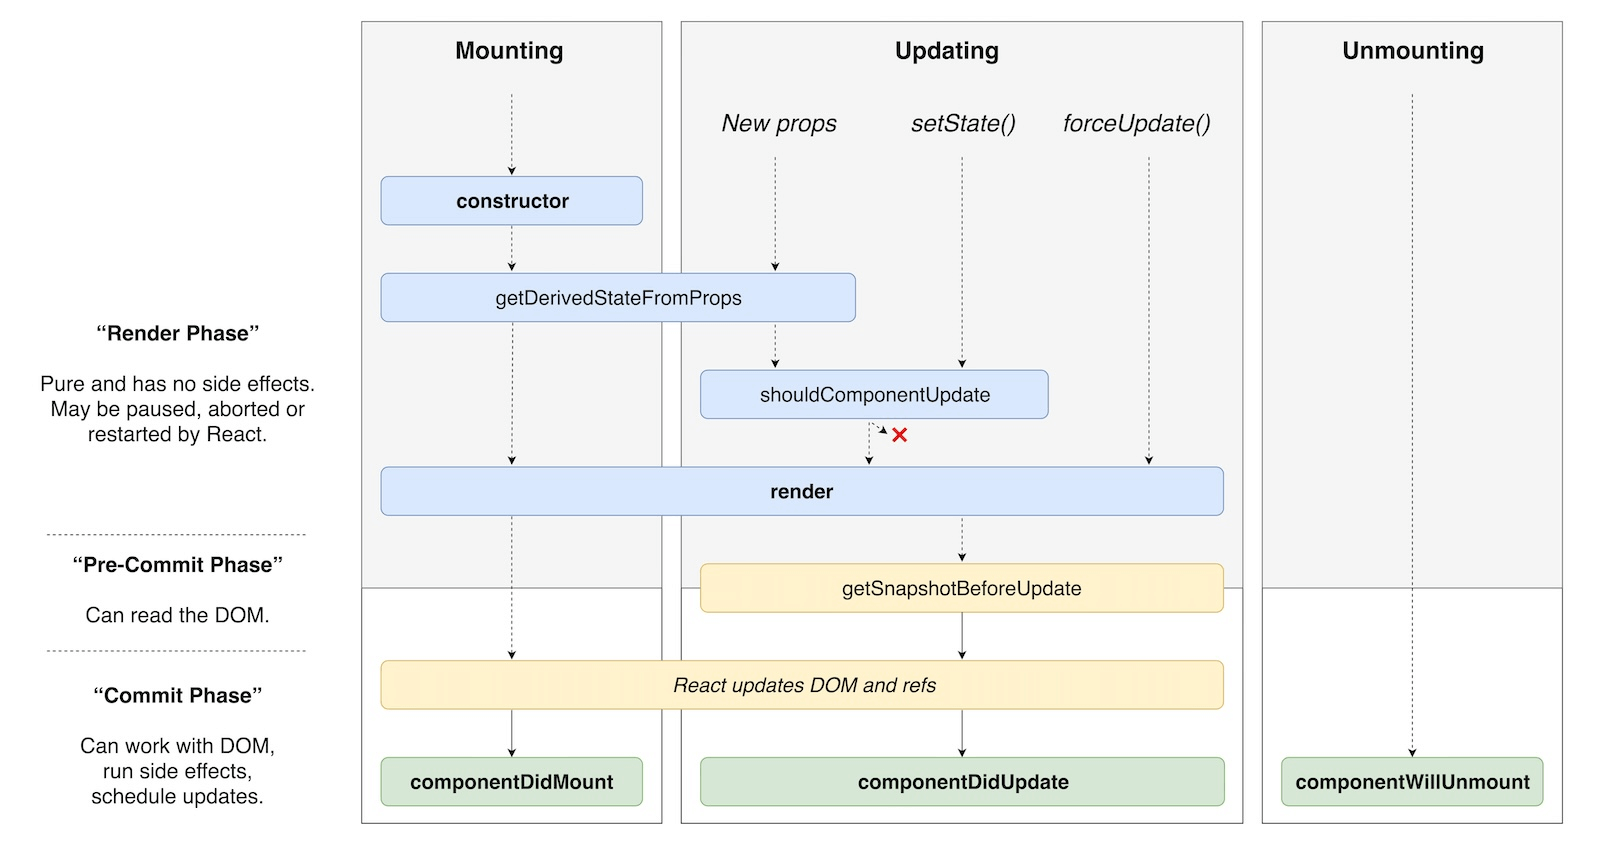 Mounting
Updating
Unmounting
New props
setState()
forceUpdate()
constructor
getDerivedStateFromProps
“Render Phase”
Pure and has no side effects.
May be paused, aborted or
restarted by React.
shouldComponentUpdate
render
“Pre-Commit Phase”
Can read the DOM.
getSnapshotBeforeUpdate
React updates DOM and refs
“Commit Phase”
Can work with DOM,
run side effects,
schedule updates.
componentDidMount
componentDidUpdate
componentWillUnmount